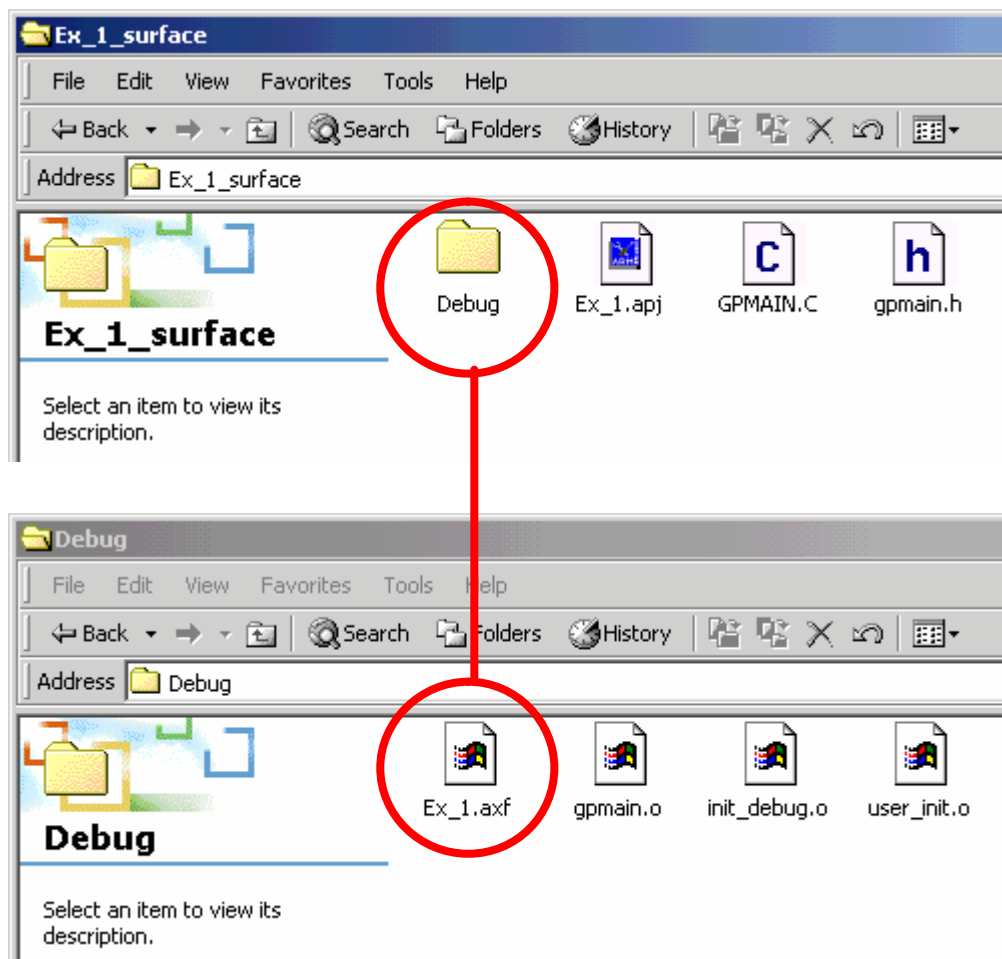 Ex_1_surface
File Edit View Favorites Tools Help
Back Search Folders History
Address Ex_1_surface
Debug Ex_1.apj GPMAIN.C gpmain.h
C h
Ex_1_surface
Select an item to view its
description.
Debug
File Edit View Favorites Tools Help
Back Search Folders History
Address Debug
Ex_1.axf gpmain.o init_debug.o user_init.o
Debug
Select an item to view its
description.